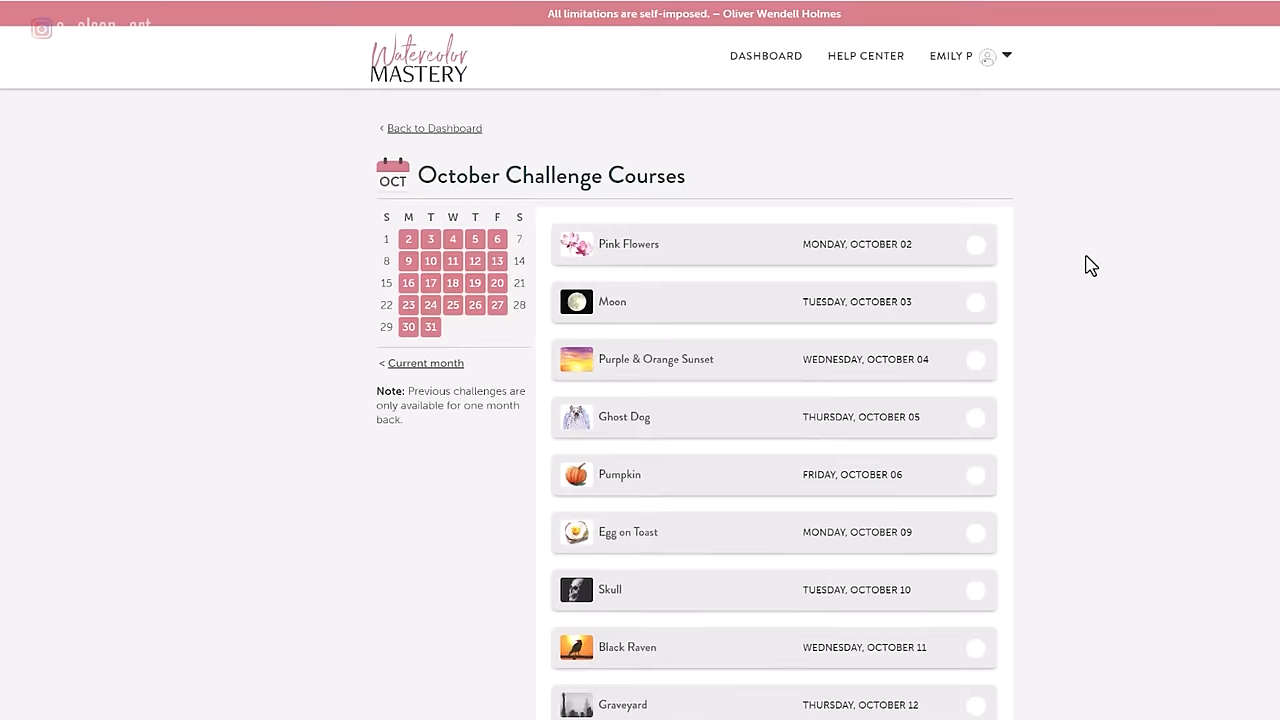 All limitations are self-imposed. – Oliver Wendell Holmes
Watercolor
MASTERY
DASHBOARD
HELP CENTER
EMILY P
‹ Back to Dashboard
OCT
October Challenge Courses
S M T W T F S
1 2 3 4 5 6 7
8 9 10 11 12 13 14
15 16 17 18 19 20 21
22 23 24 25 26 27 28
29 30 31
< Current month
Note: Previous challenges are
only available for one month
back.
Pink Flowers MONDAY, OCTOBER 02
Moon TUESDAY, OCTOBER 03
Purple & Orange Sunset WEDNESDAY, OCTOBER 04
Ghost Dog THURSDAY, OCTOBER 05
Pumpkin FRIDAY, OCTOBER 06
Egg on Toast MONDAY, OCTOBER 09
Skull TUESDAY, OCTOBER 10
Black Raven WEDNESDAY, OCTOBER 11
Graveyard THURSDAY, OCTOBER 12